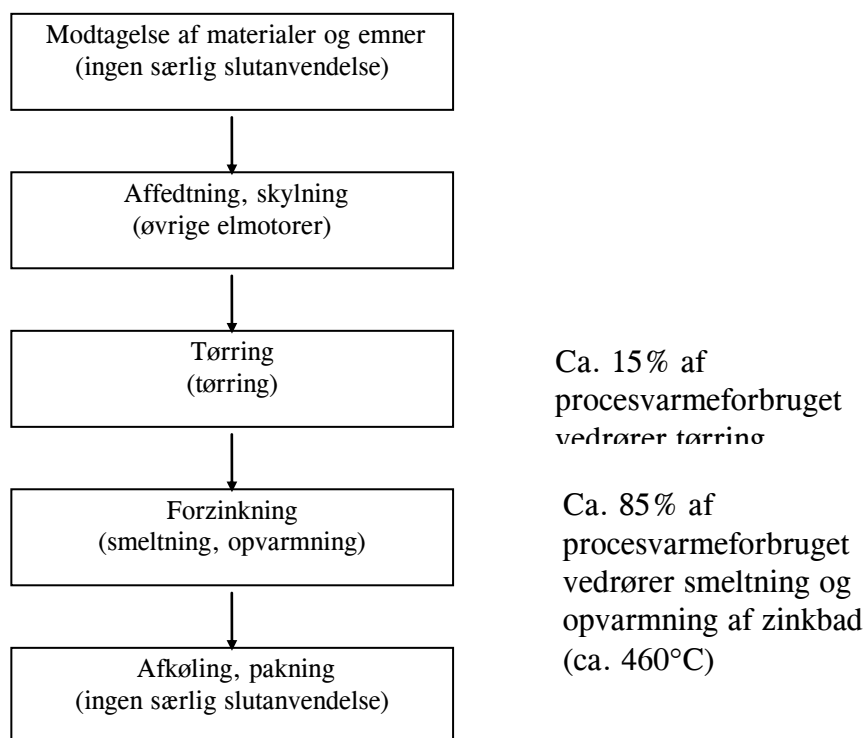 Modtagelse af materialer og emner
(ingen særlig slutanvendelse)
Affedtning, skylning
(øvrige elmotorer)
Tørring
(tørring)
Ca. 15% af
procesvarmeforbruget
vedrører tørring
Forzinkning
(smeltning, opvarmning)
Ca. 85% af
procesvarmeforbruget
vedrører smeltning og
opvarmning af zinkbad
(ca. 460°C)
Afkøling, pakning
(ingen særlig slutanvendelse)